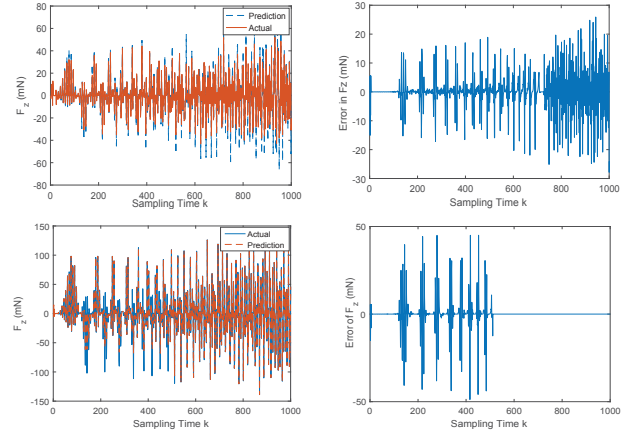 80
60
40
20
0
-20
-40
-60
-80
0 200 400 600 800 1000
Sampling Time k
F z (mN)
Prediction
Actual
30
20
10
0
-10
-20
-30
0 200 400 600 800 1000
Sampling Time k
Error in Fz (mN)
150
100
50
0
-50
-100
-150
0 200 400 600 800 1000
Sampling Time k
F z (mN)
Actual
Prediction
50
0
-50
0 200 400 600 800 1000
Sampling Time k
Error of F z (mN)